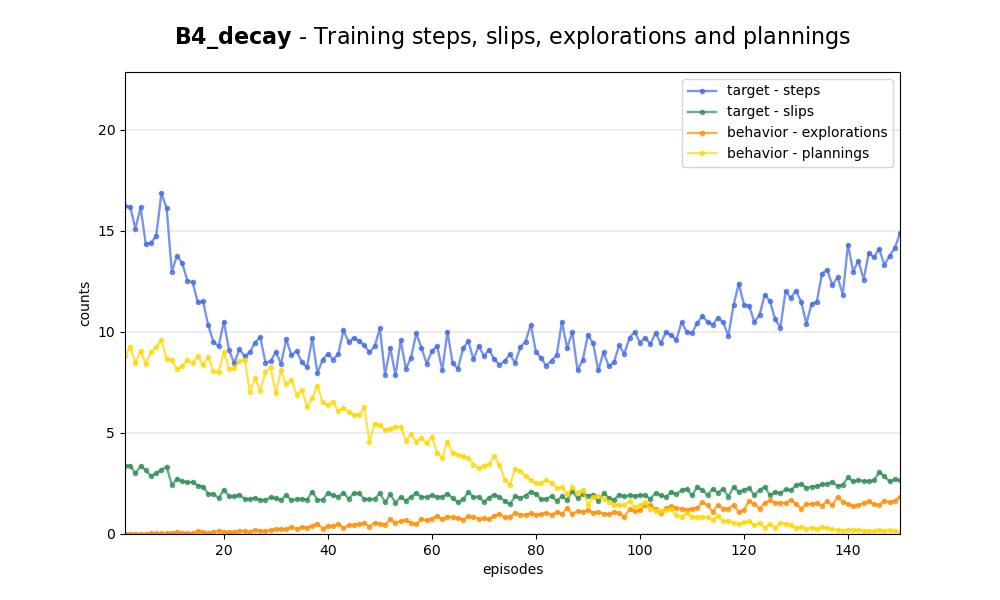 B4_decay - Training steps, slips, explorations and plannings
target - steps
target - slips
behavior - explorations
behavior - plannings
20
15
10
5
0
counts
20
40
60
80
100
120
140
episodes